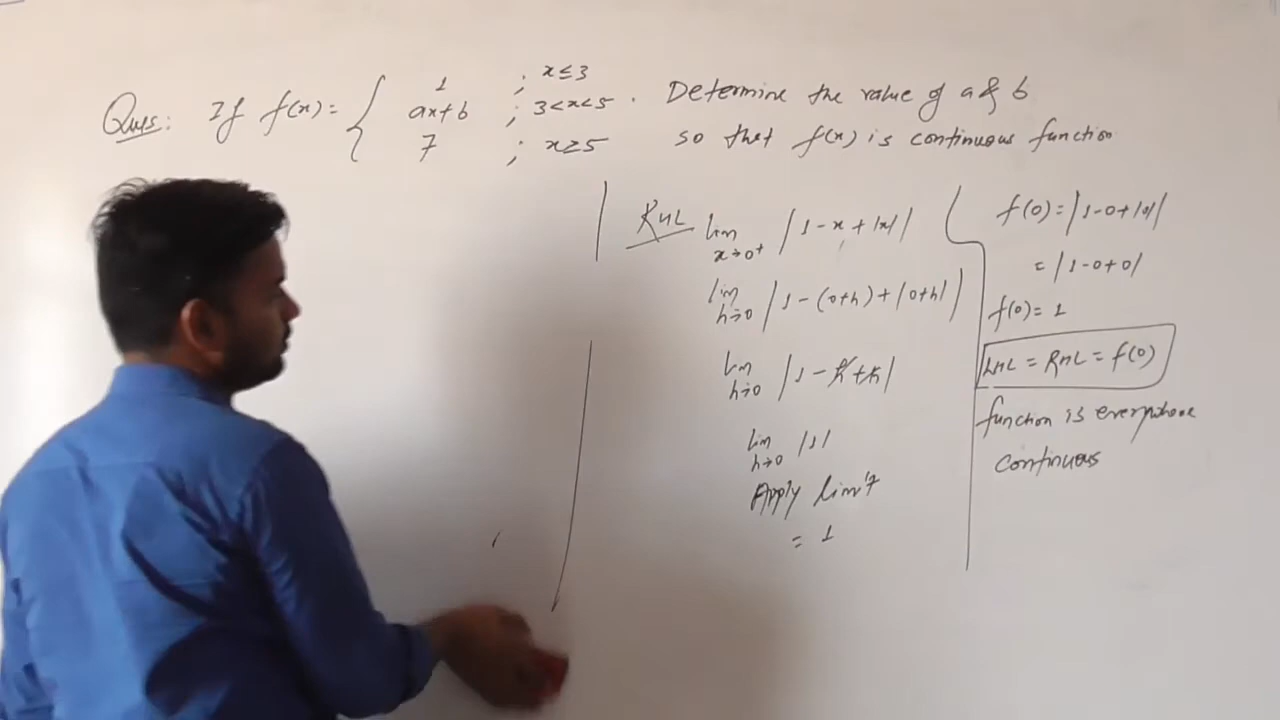 Ques: If f(x) = { 1 ; x ≤ 3
ax+b ; 3 < x < 5 .
7 ; x ≥ 5
Determine the value of a & b
so that f(x) is continuous function
RHL lim x→0⁺ |1 - x + |x||
lim h→0 |1 - (0+h) + |0+h||
lim h→0 |1 - h + h|
lim h→0 |1|
Apply limit
= 1
f(0) = |1-0+|0||
= |1-0+0|
f(0) = 1
LHL = RHL = f(0)
function is everywhere
continuous